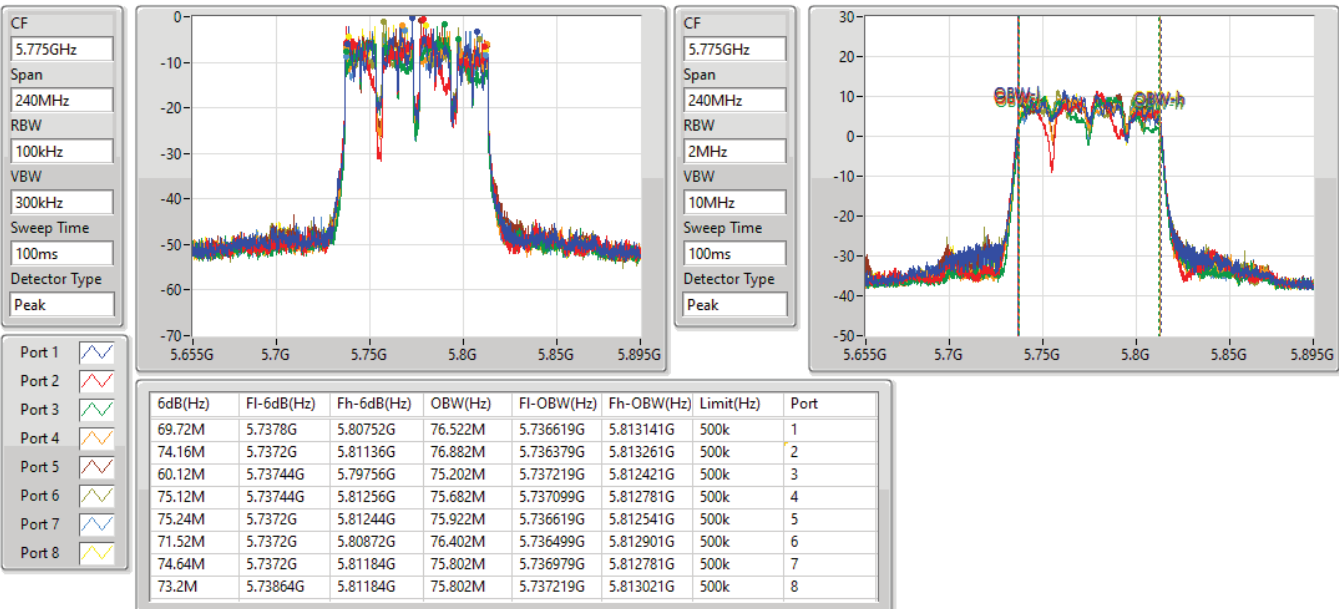 CF
5.775GHz
Span
240MHz
RBW
100kHz
VBW
300kHz
Sweep Time
100ms
Detector Type
Peak
0
-10
-20
-30
-40
-50
-60
-70
5.655G 5.7G 5.75G 5.8G 5.85G 5.895G
CF
5.775GHz
Span
240MHz
RBW
2MHz
VBW
10MHz
Sweep Time
100ms
Detector Type
Peak
30
20
10
0
-10
-20
-30
-40
-50
OBW-l OBW-h
5.655G 5.7G 5.75G 5.8G 5.85G 5.895G
Port 1
Port 2
Port 3
Port 4
Port 5
Port 6
Port 7
Port 8
6dB(Hz) Fl-6dB(Hz) Fh-6dB(Hz) OBW(Hz) Fl-OBW(Hz) Fh-OBW(Hz) Limit(Hz) Port
69.72M 5.7378G 5.80752G 76.522M 5.736619G 5.813141G 500k 1
74.16M 5.7372G 5.81136G 76.882M 5.736379G 5.813261G 500k 2
60.12M 5.73744G 5.79756G 75.202M 5.737219G 5.812421G 500k 3
75.12M 5.73744G 5.81256G 75.682M 5.737099G 5.812781G 500k 4
75.24M 5.7372G 5.81244G 75.922M 5.736619G 5.812541G 500k 5
71.52M 5.7372G 5.80872G 76.402M 5.736499G 5.812901G 500k 6
74.64M 5.7372G 5.81184G 75.802M 5.736979G 5.812781G 500k 7
73.2M 5.73864G 5.81184G 75.802M 5.737219G 5.813021G 500k 8